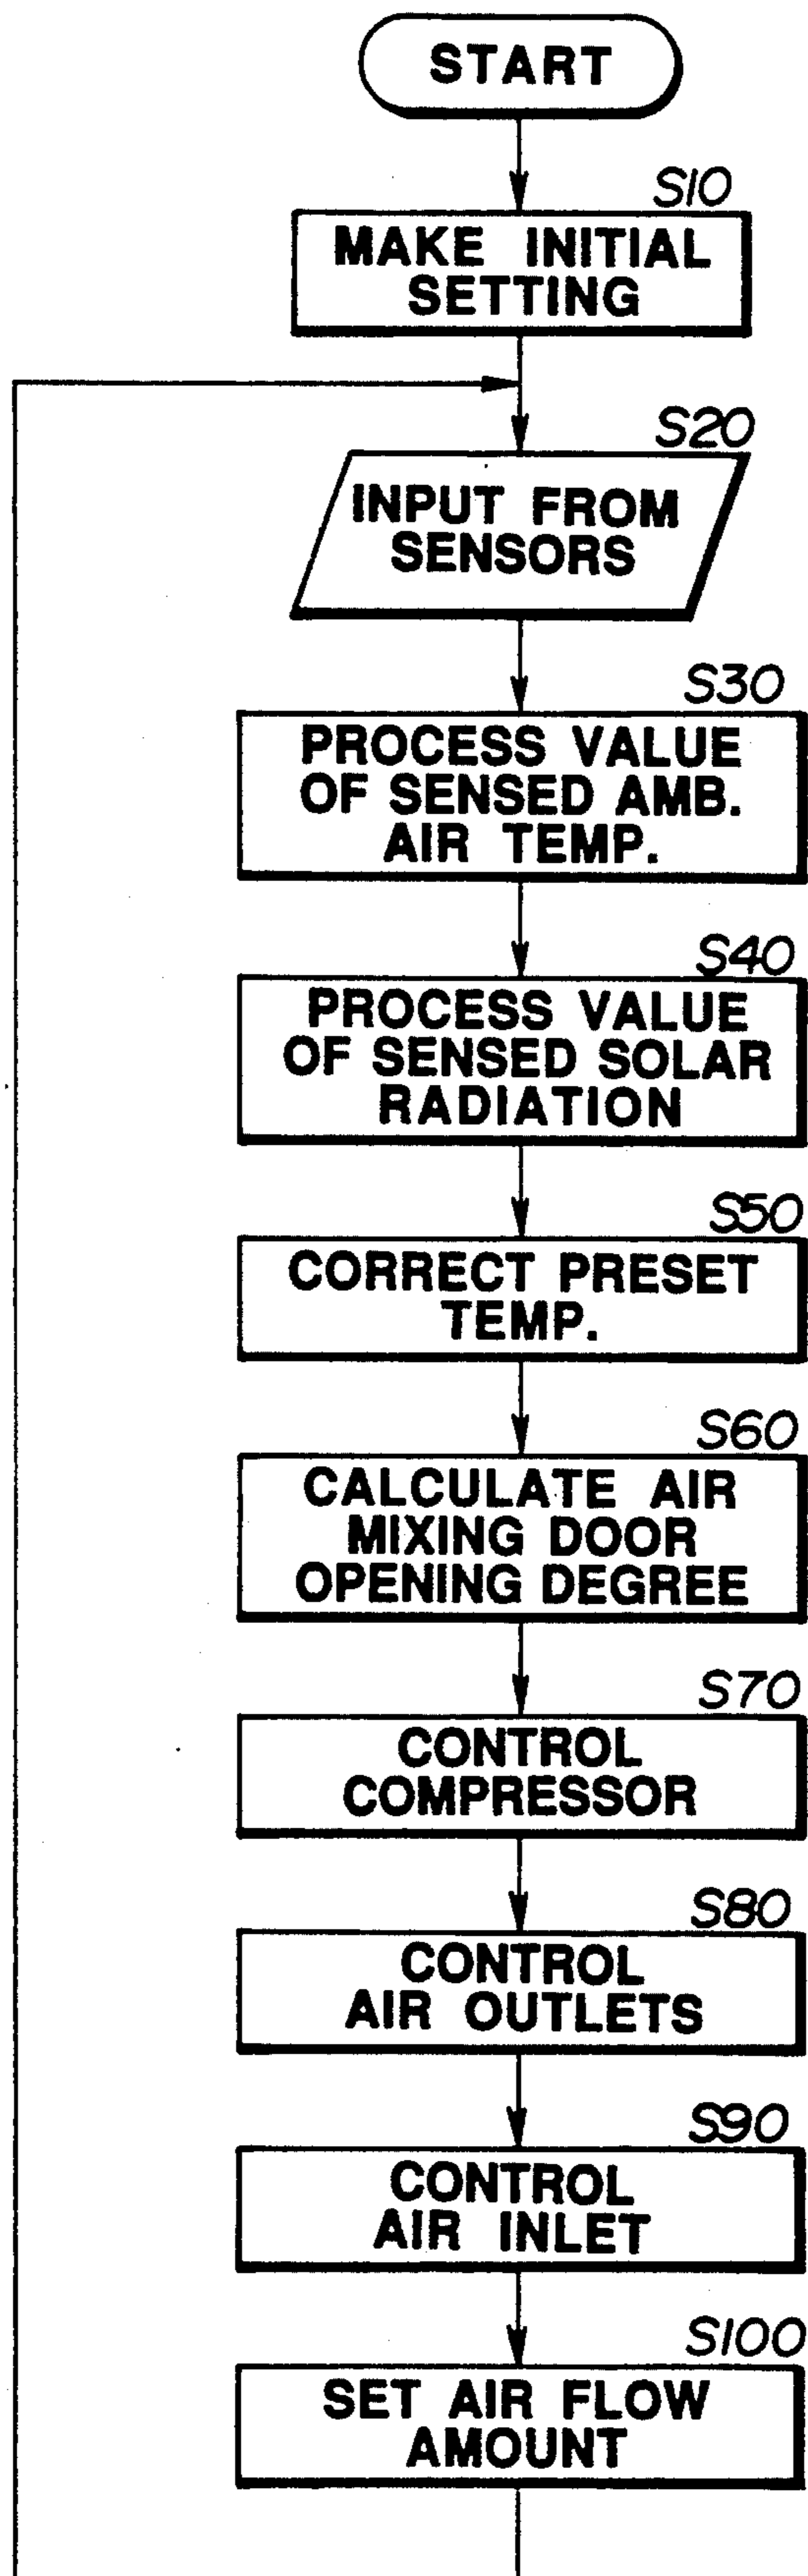 START
S10
MAKE INITIAL
SETTING
S20
INPUT FROM
SENSORS
S30
PROCESS VALUE
OF SENSED AMB.
AIR TEMP.
S40
PROCESS VALUE
OF SENSED SOLAR
RADIATION
S50
CORRECT PRESET
TEMP.
S60
CALCULATE AIR
MIXING DOOR
OPENING DEGREE
S70
CONTROL
COMPRESSOR
S80
CONTROL
AIR OUTLETS
S90
CONTROL
AIR INLET
S100
SET AIR FLOW
AMOUNT